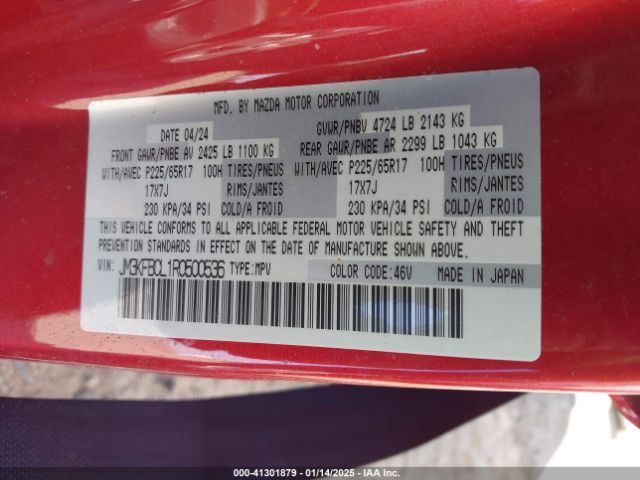 MFD. BY MAZDA MOTOR CORPORATION
DATE 04/24 GVWR/PNBV 4724 LB 2143 KG
FRONT GAWR/PNBE AV 2425 LB 1100 KG REAR GAWR/PNBE AR 2299 LB 1043 KG
WITH/AVEC P225/65R17 100H TIRES/PNEUS WITH/AVEC P225/65R17 100H TIRES/PNEUS
17X7J RIMS/JANTES 17X7J RIMS/JANTES
230 KPA/34 PSI COLD/A FROID 230 KPA/34 PSI COLD/A FROID
THIS VEHICLE CONFORMS TO ALL APPLICABLE FEDERAL MOTOR VEHICLE SAFETY AND THEFT
PREVENTION STANDARDS IN EFFECT ON THE DATE OF MANUFACTURE SHOWN ABOVE.
VIN: JM3KFBCL1R0500536 TYPE:MPV COLOR CODE:46V MADE IN JAPAN
000-41301879 01/14/2025 IAAI.com